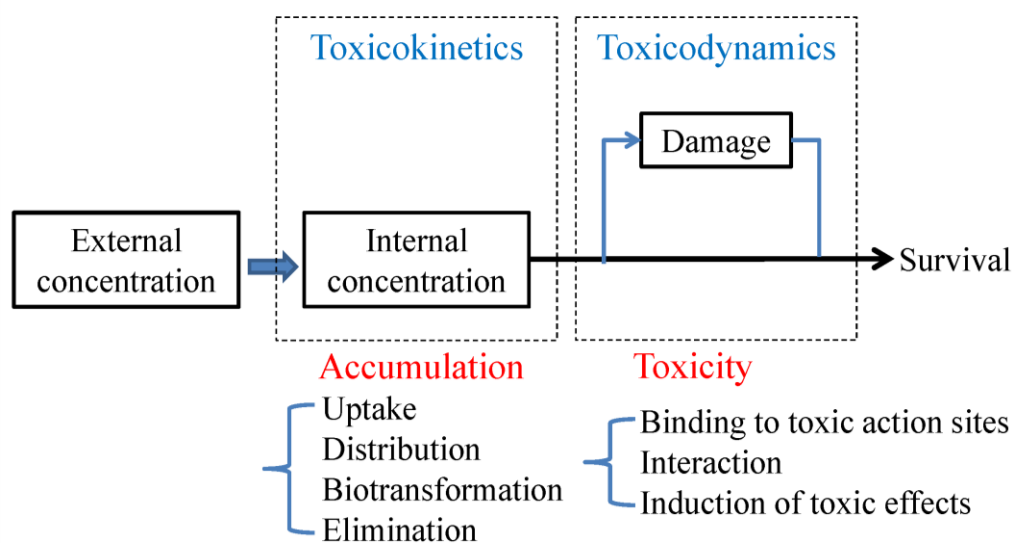 Toxicokinetics
Toxicodynamics
Damage
External
concentration
Internal
concentration
Survival
Accumulation
Uptake
Distribution
Biotransformation
Elimination
Toxicity
Binding to toxic action sites
Interaction
Induction of toxic effects